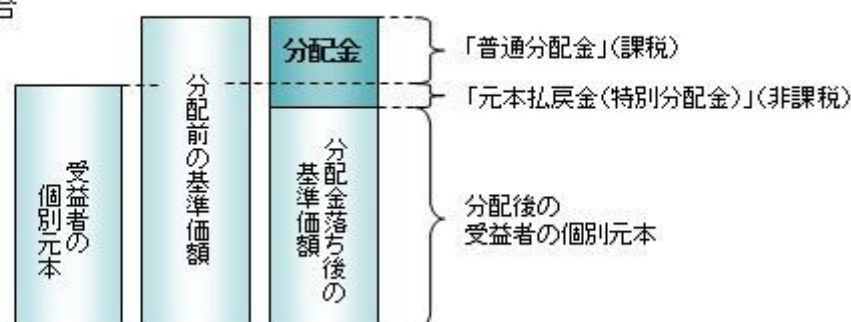 合
受益者の
個別元本
分配前の基準価額
分配金
分配金落ち後の
基準価額
「普通分配金」(課税)
「元本払戻金(特別分配金)」(非課税)
分配後の
受益者の個別元本